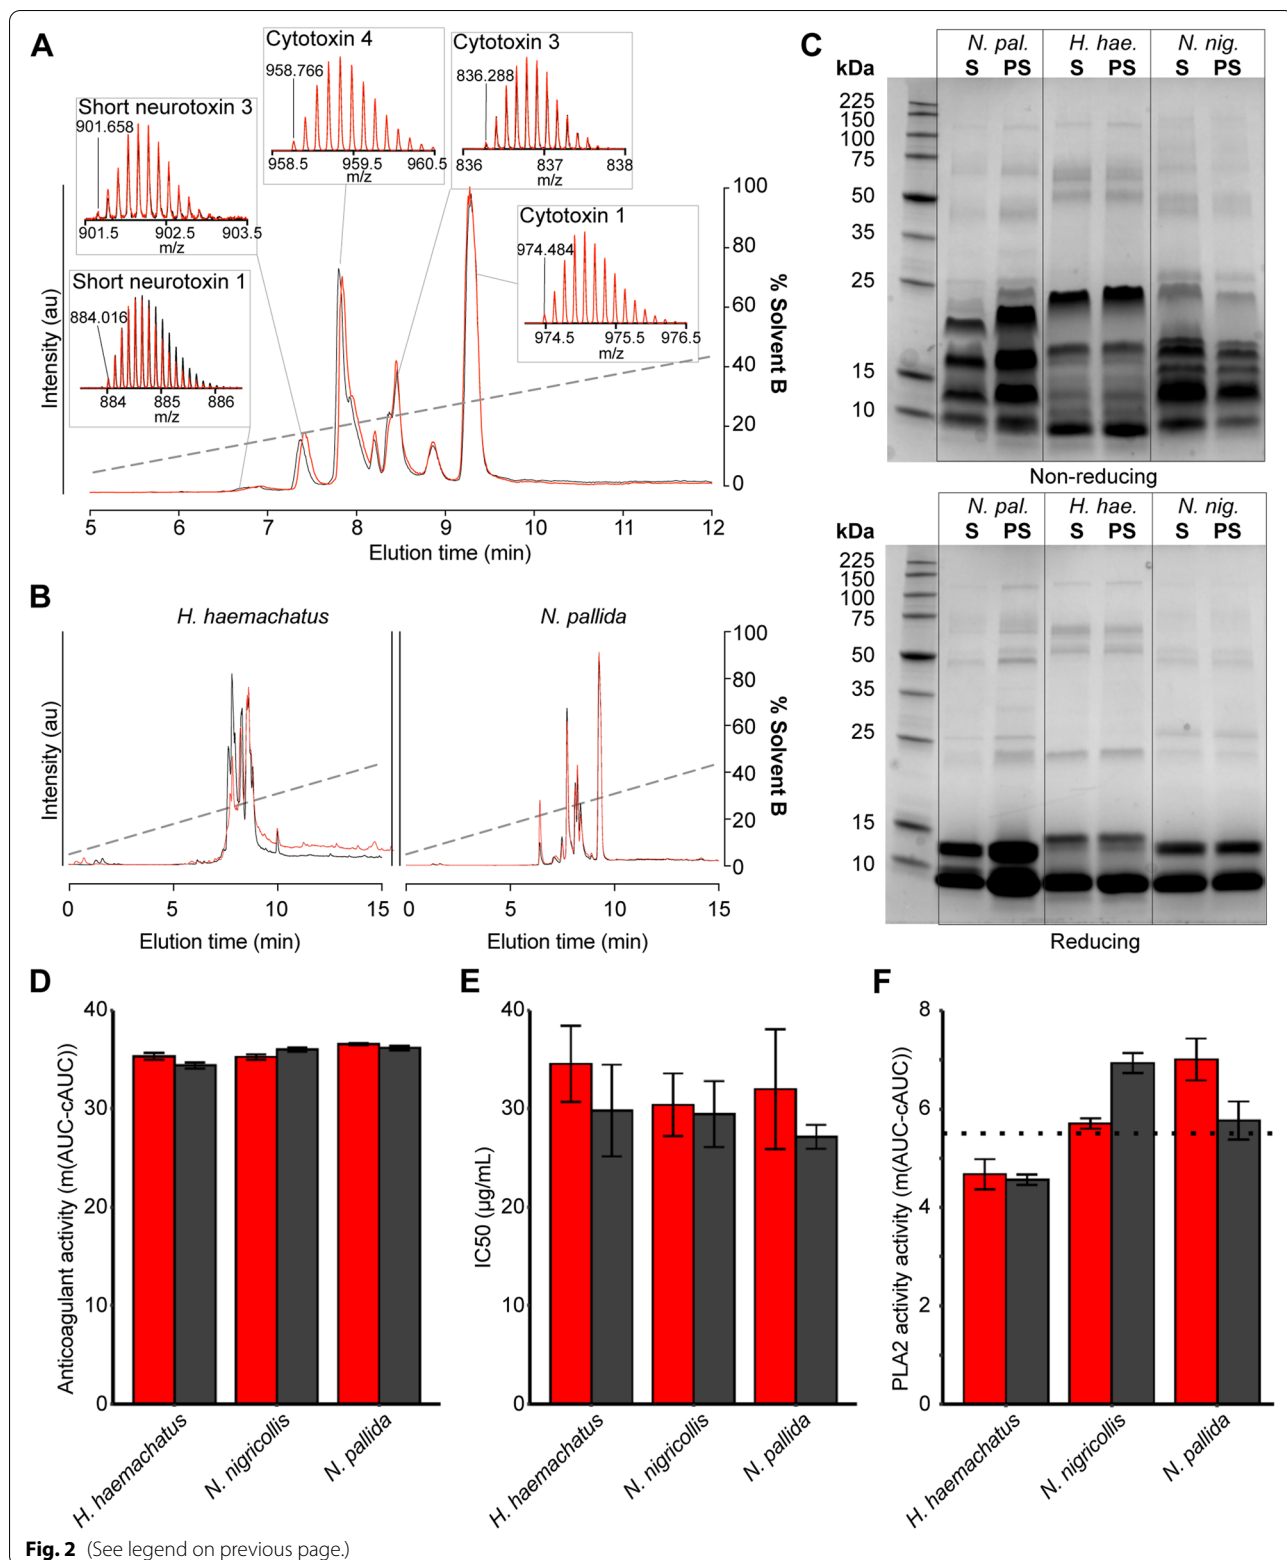 A
Cytotoxin 4
958.766
958.5 959.5 960.5
m/z
Cytotoxin 3
836.288
836 837 838
m/z
Short neurotoxin 3
901.658
901.5 902.5 903.5
m/z
Cytotoxin 1
974.484
974.5 975.5 976.5
m/z
Short neurotoxin 1
884.016
884 885 886
m/z
Intensity (au)
100
80
60
40
20
0
% Solvent B
5 6 7 8 9 10 11 12
Elution time (min)
B
H. haemachatus
N. pallida
Intensity (au)
100
80
60
40
20
0
% Solvent B
0 5 10 15
0 5 10 15
Elution time (min)
Elution time (min)
C
N. pal. H. hae. N. nig.
kDa S PS S PS S PS
225
150
100
75
50
35
25
15
10
Non-reducing
N. pal. H. hae. N. nig.
kDa S PS S PS S PS
225
150
100
75
50
35
25
15
10
Reducing
D
Anticoagulant activity (m(AUC-cAUC))
40
30
20
10
0
H. haemachatus
N. nigricollis
N. pallida
E
IC50 (µg/mL)
40
30
20
10
0
H. haemachatus
N. nigricollis
N. pallida
F
PLA2 activity activity (m(AUC-cAUC))
8
6
4
2
0
H. haemachatus
N. nigricollis
N. pallida
Fig. 2 (See legend on previous page.)